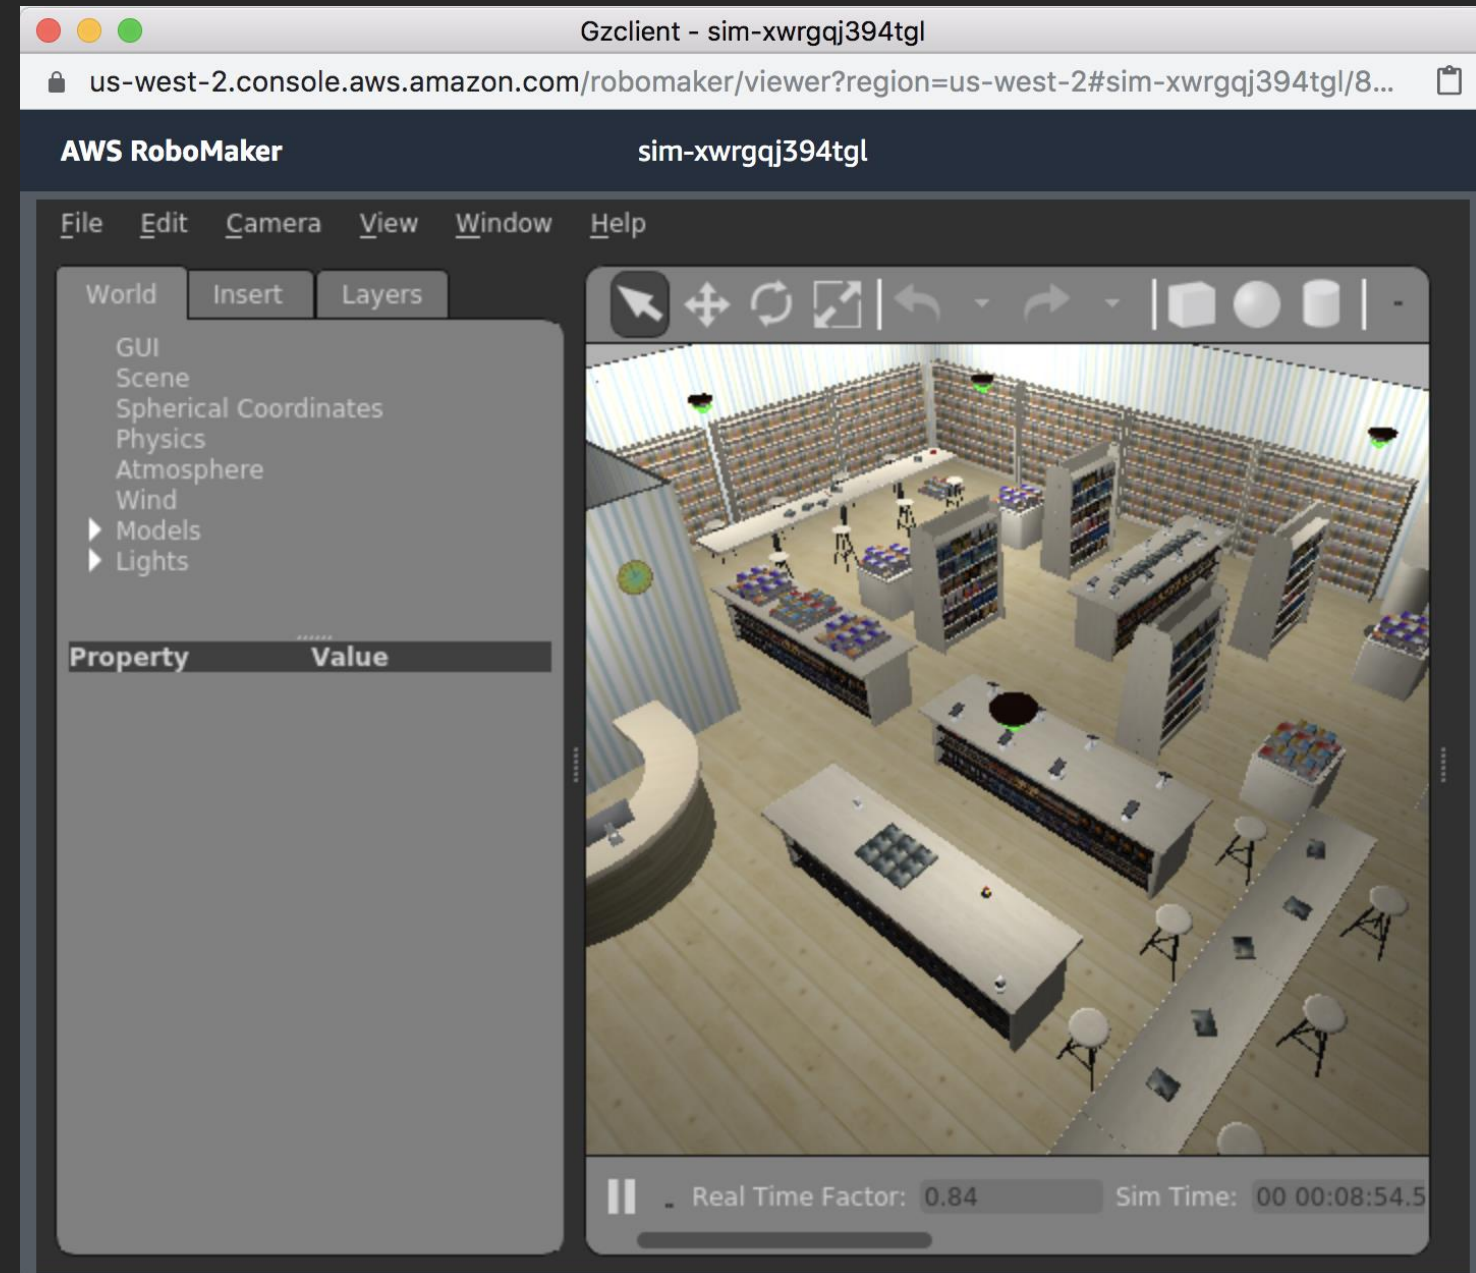 Gzclient - sim-xwrgqj394tgl
us-west-2.console.aws.amazon.com/robomaker/viewer?region=us-west-2#sim-xwrgqj394tgl/8...
AWS RoboMaker sim-xwrgqj394tgl
File Edit Camera View Window Help
World Insert Layers
GUI
Scene
Spherical Coordinates
Physics
Atmosphere
Wind
Models
Lights
Property Value
Real Time Factor: 0.84 Sim Time: 00 00:08:54.5